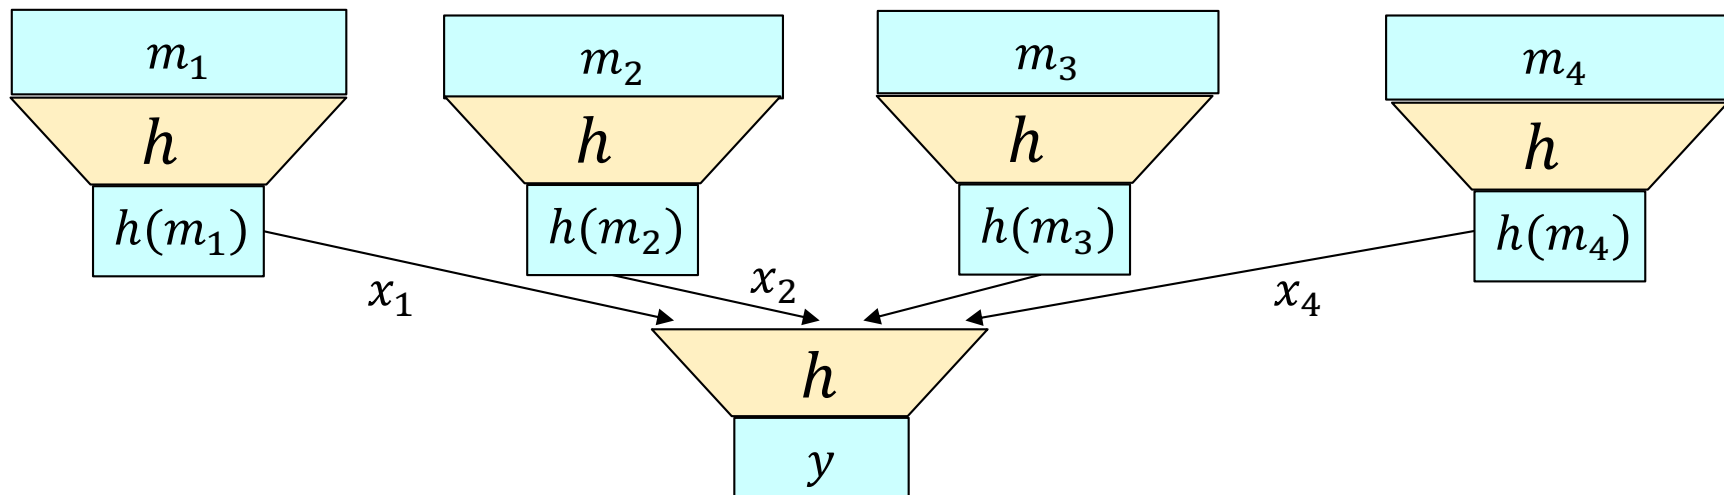 m₁ m₂ m₃ m₄
h h h h
h(m₁) h(m₂) h(m₃) h(m₄)
x₁ x₂ x₄
h
y